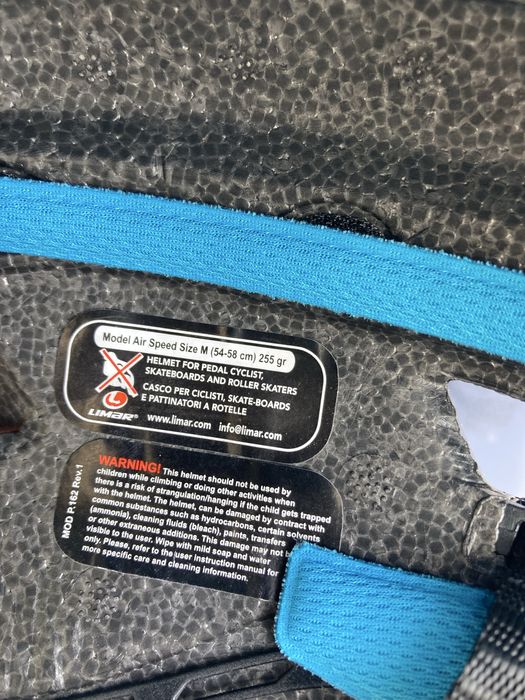 Model Air Speed Size M (54-58 cm) 255 gr
HELMET FOR PEDAL CYCLIST,
SKATEBOARDS AND ROLLER SKATERS
CASCO PER CICLISTI, SKATE-BOARDS
E PATTINATORI A ROTELLE
LIMAR®
www.limar.com info@limar.com
MOD P.162 Rev.1
WARNING! This helmet should not be used by
children while climbing or doing other activities when
there is a risk of strangulation/hanging if the child gets trapped
with the helmet. The helmet, can be damaged by contract with
common substances such as hydrocarbons, certain solvents
(ammonia), cleaning fluids (bleach), paints, transfers
or other extraneous additions. This damage may not
visible to the user. Wipe with mild soap and water
only. Please, refer to the user instruction manual for
more specific care and cleaning information.